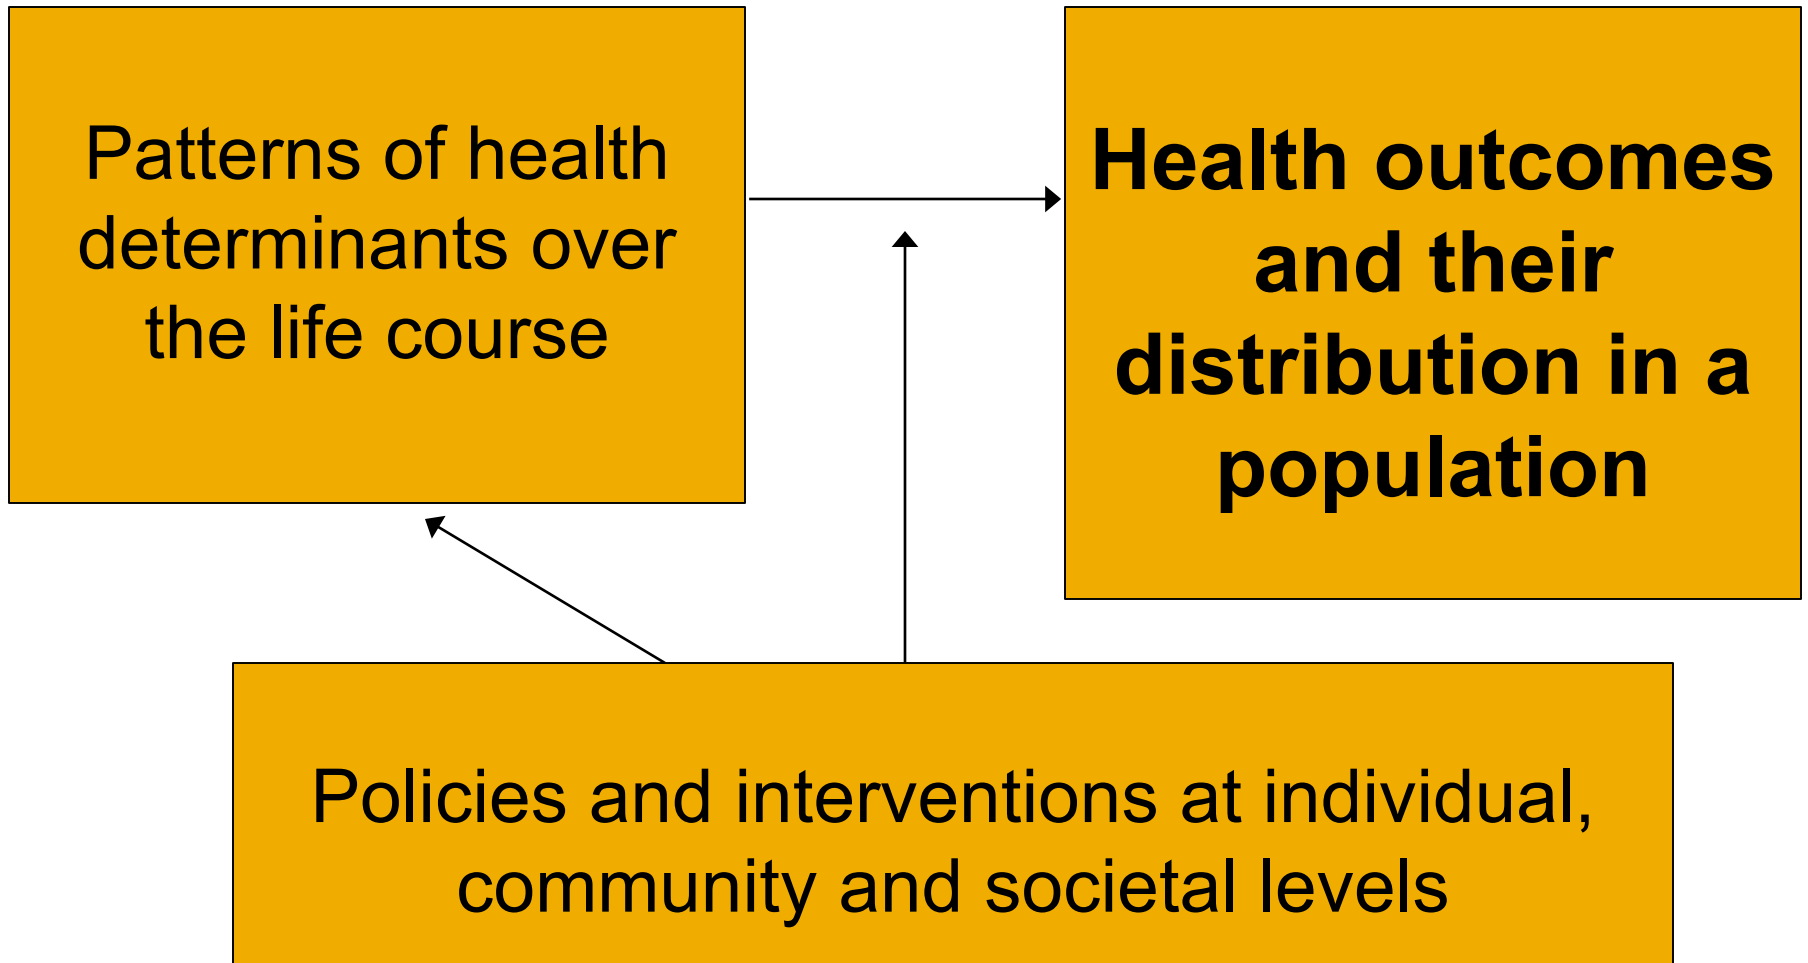 Patterns of health
determinants over
the life course
Health outcomes
and their
distribution in a
population
Policies and interventions at individual,
community and societal levels